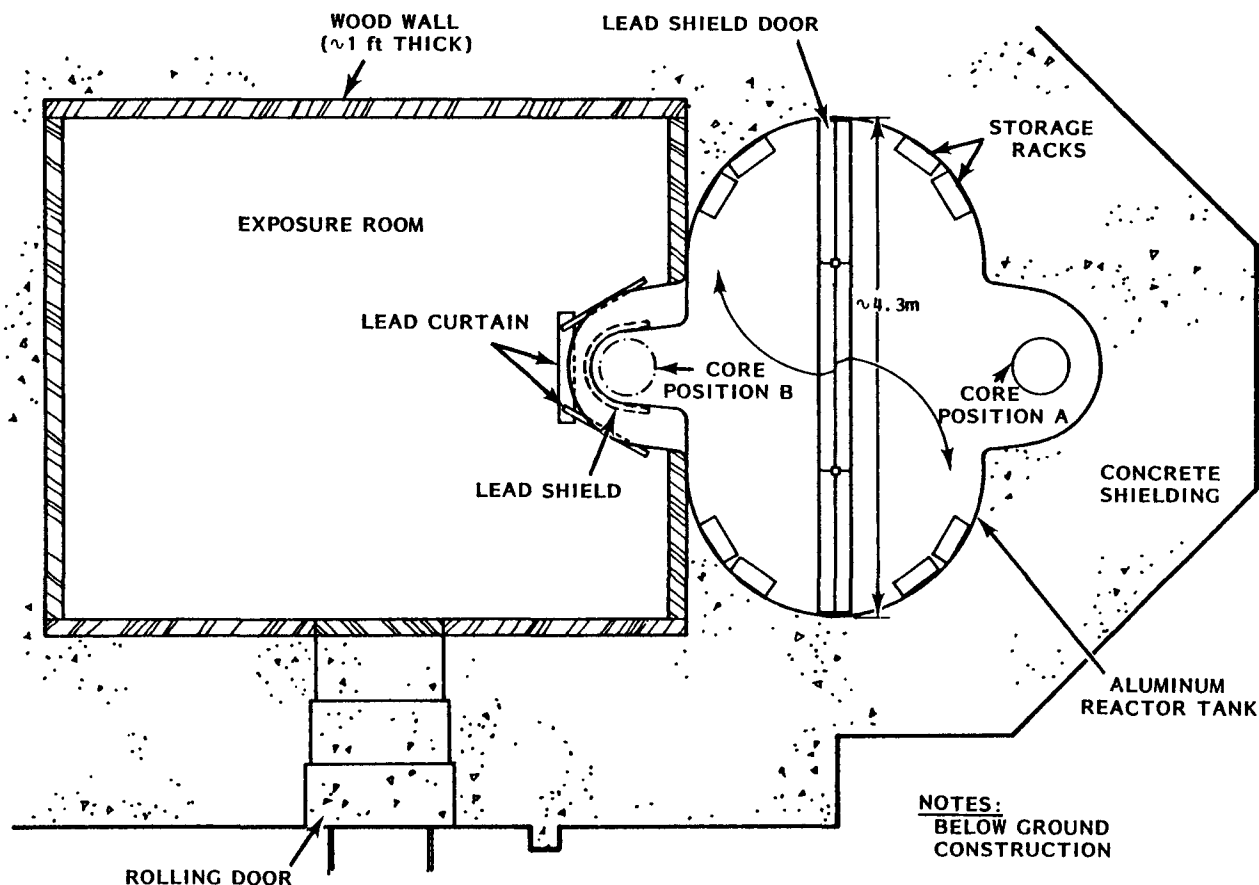 WOOD WALL
(~1 ft THICK)
LEAD SHIELD DOOR
STORAGE
RACKS
EXPOSURE ROOM
~4.3m
LEAD CURTAIN
CORE
POSITION B
CORE
POSITION A
LEAD SHIELD
CONCRETE
SHIELDING
ALUMINUM
REACTOR TANK
NOTES:
BELOW GROUND
CONSTRUCTION
ROLLING DOOR